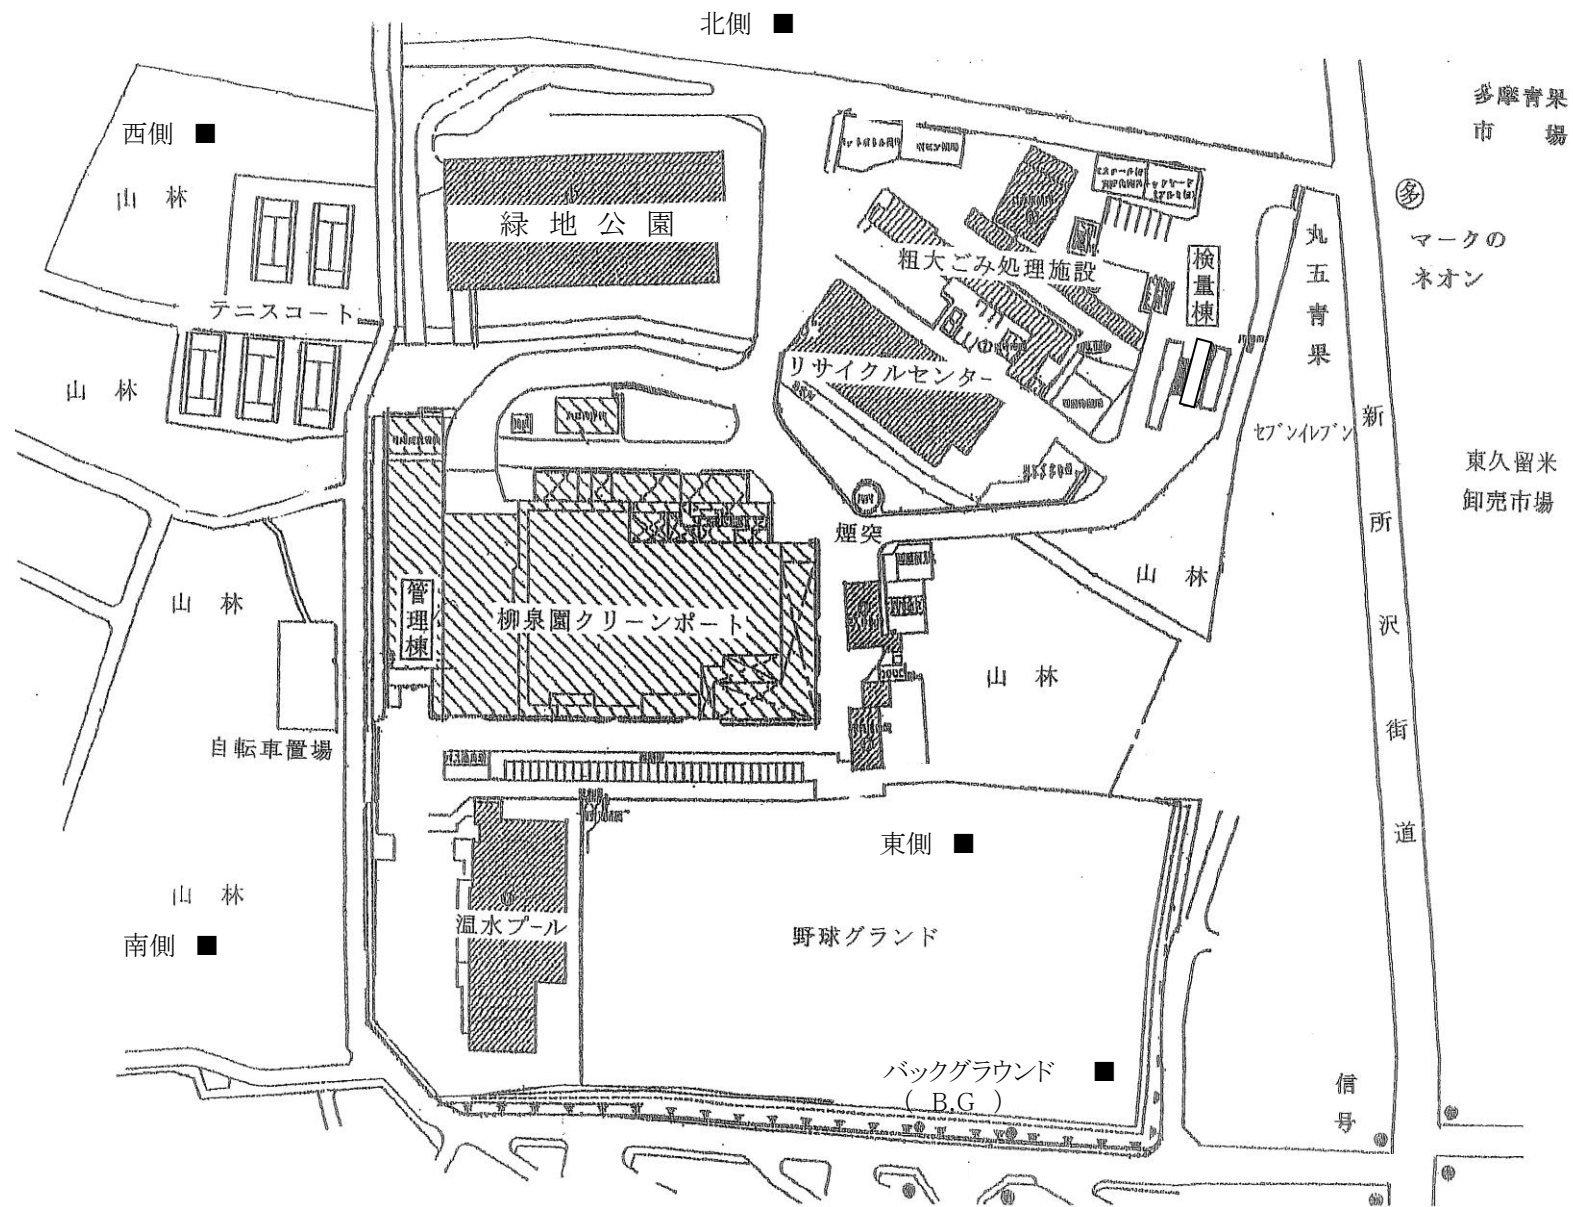 北側 ■
多摩青果
市 場
西側 ■
山 林
㊂マークの
ネオン
緑 地 公 園
丸五青果
粗大ごみ処理施設
検量棟
テニスコート
リサイクルセンター
山 林
セブンイレブン
新所沢街道
東久留米
卸売市場
煙突
山 林
山 林
管理棟
柳泉園クリーンポート
山 林
自転車置場
東側 ■
山 林
温水プール
野球グランド
南側 ■
バックグラウンド ■
( B,G )
信号